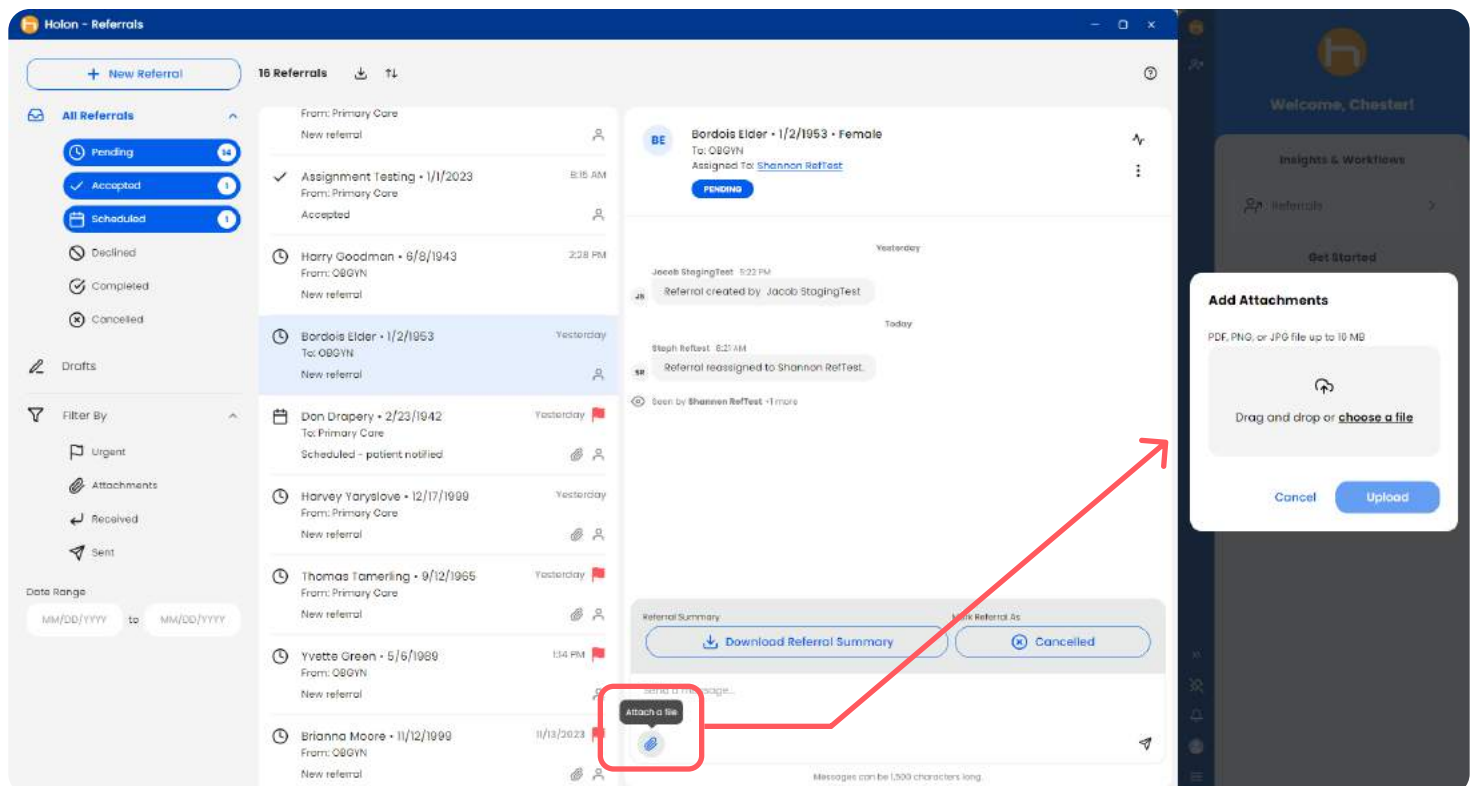 Holon - Referrals
+ New Referral
16 Referrals
All Referrals
Pending 14
Accepted 1
Scheduled 1
Declined
Completed
Cancelled
Drafts
Filter By
Urgent
Attachments
Received
Sent
Date Range
MM/DD/YYYY to MM/DD/YYYY
From: Primary Care
New referral
Assignment Testing • 1/1/2023 8:15 AM
From: Primary Care
Accepted
Harry Goodman • 6/8/1943 2:28 PM
From: OBGYN
New referral
Bordois Elder • 1/2/1953 Yesterday
To: OBGYN
New referral
Don Drapery • 2/23/1942 Yesterday
To: Primary Care
Scheduled - patient notified
Harvey Yaryslove • 12/17/1999 Yesterday
From: Primary Care
New referral
Thomas Tamerling • 9/12/1965 Yesterday
From: Primary Care
New referral
Yvette Green • 5/6/1989 1:14 PM
From: OBGYN
New referral
Brianna Moore • 11/12/1999 11/13/2023
From: OBGYN
New referral
BE
Bordois Elder • 1/2/1953 • Female
To: OBGYN
Assigned To: Shannon RefTest
PENDING
Yesterday
Jacob StagingTest 5:22 PM
JS
Referral created by Jacob StagingTest
Today
Steph Reftest 8:21 AM
SR
Referral reassigned to Shannon RefTest.
Seen by Shannon RefTest +1 more
Referral Summary
Mark Referral As
Download Referral Summary
Cancelled
Send a message...
Attach a file
Messages can be 1,500 characters long.
Welcome, Chester!
Insights & Workflows
Referrals
Get Started
Add Attachments
PDF, PNG, or JPG file up to 10 MB
Drag and drop or choose a file
Cancel
Upload